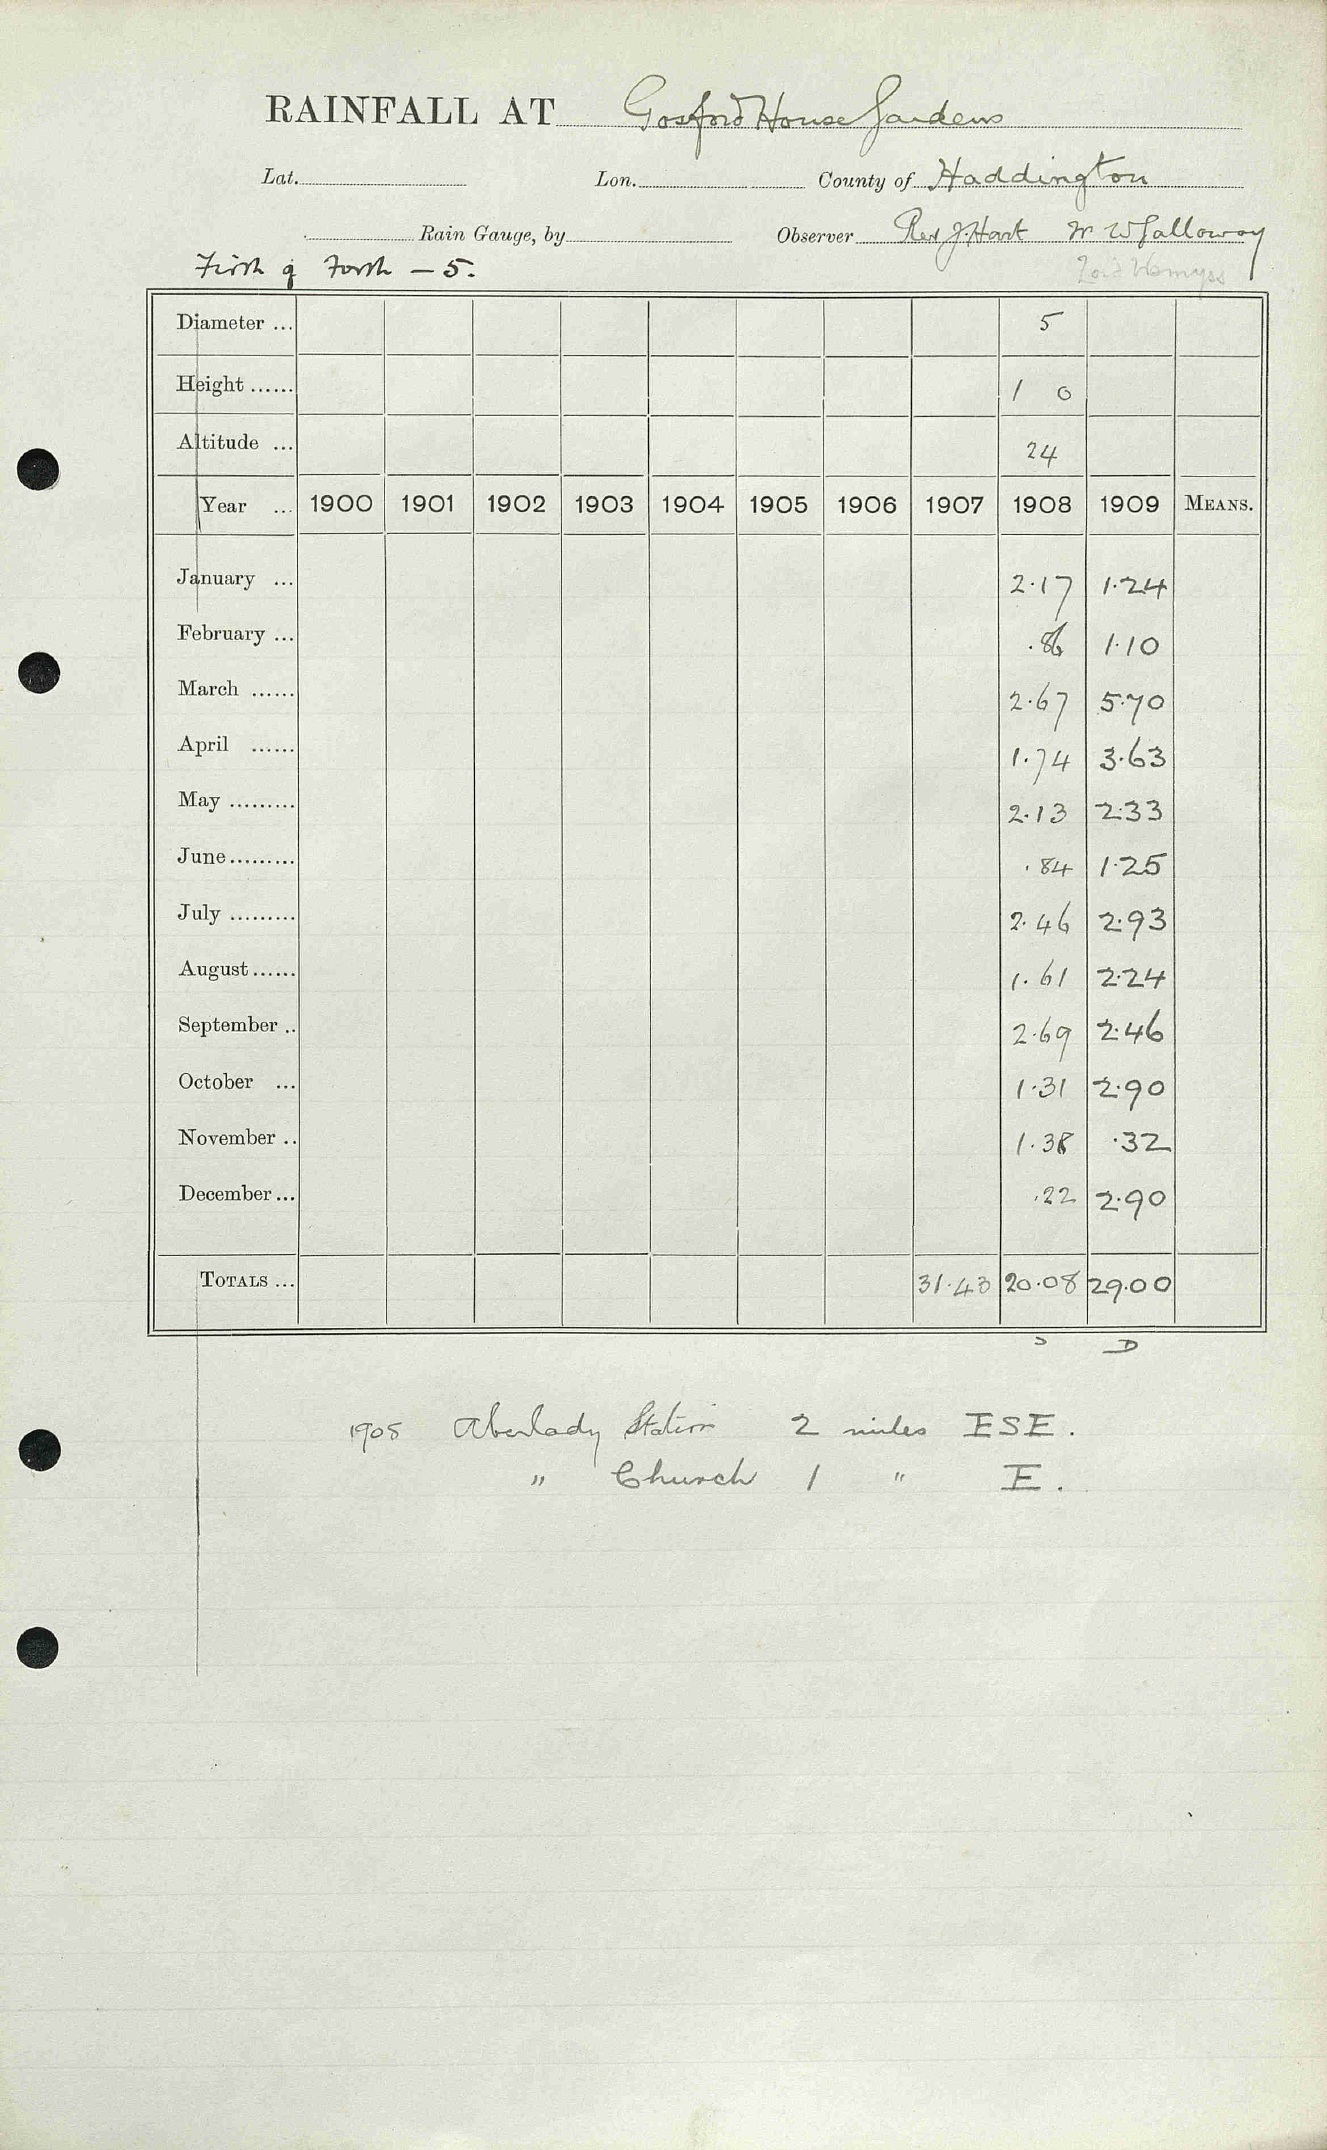 RAINFALL AT Gosford House Gardens
Lat. Lon. County of Haddington
Rain Gauge, by Observer Rev J. Hart Mr W Galloway
Firth of Forth — 5. Lord Wemyss
Diameter ... 5
Height ...... 1 0
Altitude ... 24
Year ... 1900 1901 1902 1903 1904 1905 1906 1907 1908 1909 MEANS.
January ... 2.17 1.24
February ... .86 1.10
March ...... 2.67 5.70
April ...... 1.74 3.63
May ......... 2.13 2.33
June ......... .84 1.25
July ......... 2.46 2.93
August ...... 1.61 2.24
September .. 2.69 2.46
October ... 1.31 2.90
November .. 1.38 .32
December ... .22 2.90
TOTALS ... 31.43 20.08 29.00
D
1908 Aberlady Station 2 miles ESE.
" Church 1 " E.